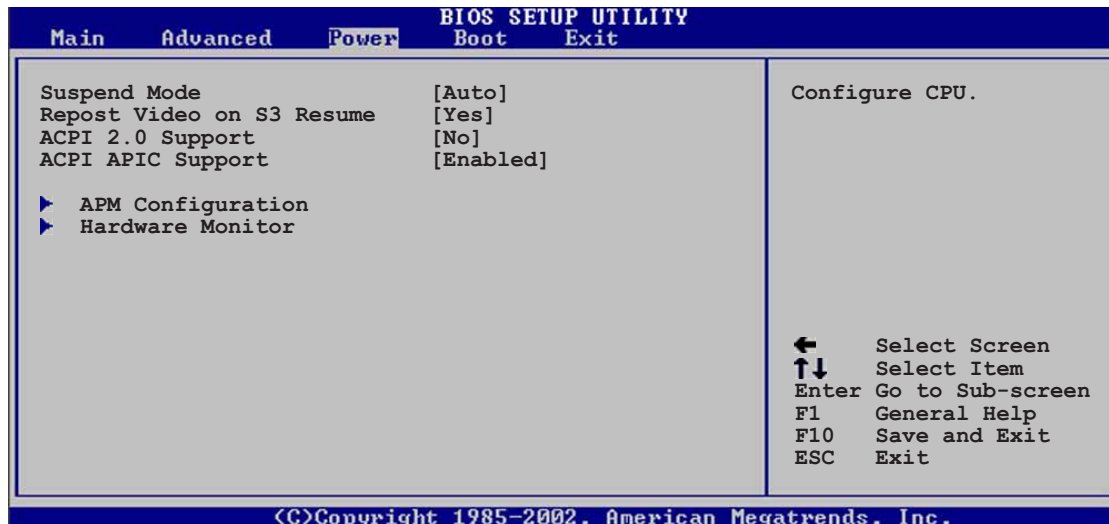 BIOS SETUP UTILITY
Main Advanced Power Boot Exit
Suspend Mode [Auto]
Repost Video on S3 Resume [Yes]
ACPI 2.0 Support [No]
ACPI APIC Support [Enabled]
APM Configuration
Hardware Monitor
Configure CPU.
← Select Screen
↑↓ Select Item
Enter Go to Sub-screen
F1 General Help
F10 Save and Exit
ESC Exit
(C)Copyright 1985-2002, American Megatrends, Inc.